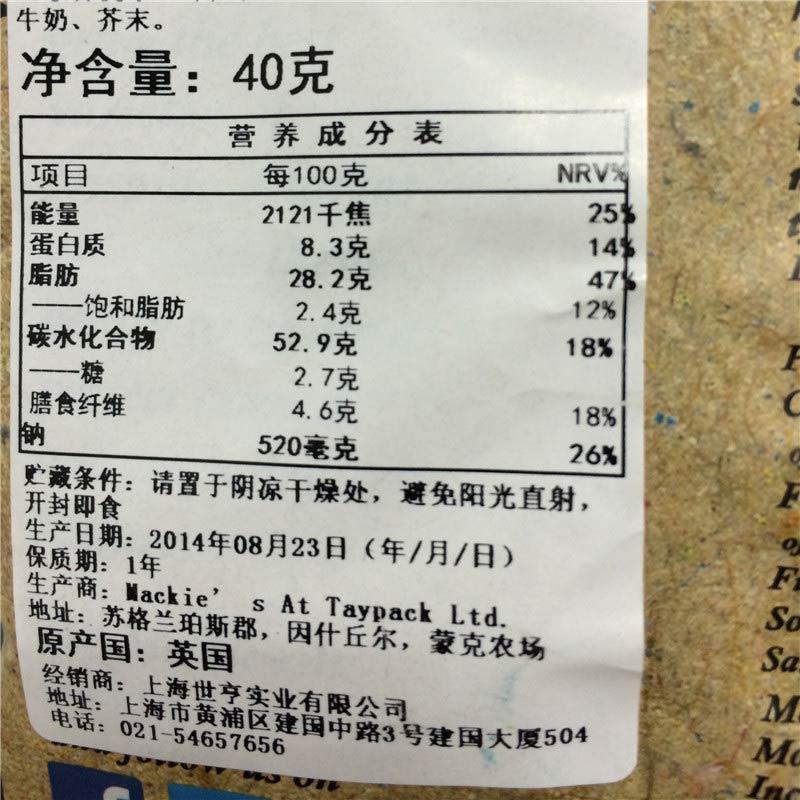 牛奶、芥末。
净含量：40克
营养成分表
项目 每100克 NRV%
能量 2121千焦 25%
蛋白质 8.3克 14%
脂肪 28.2克 47%
——饱和脂肪 2.4克 12%
碳水化合物 52.9克 18%
——糖 2.7克
膳食纤维 4.6克 18%
钠 520毫克 26%
贮藏条件：请置于阴凉干燥处，避免阳光直射，
开封即食
生产日期：2014年08月23日（年/月/日）
保质期：1年
生产商：Mackie’s At Taypack Ltd.
地址：苏格兰珀斯郡，因什丘尔，蒙克农场
原产国：英国
经销商：上海世亨实业有限公司
地址：上海市黄浦区建国中路3号建国大厦504
电话：021-54657656
us on